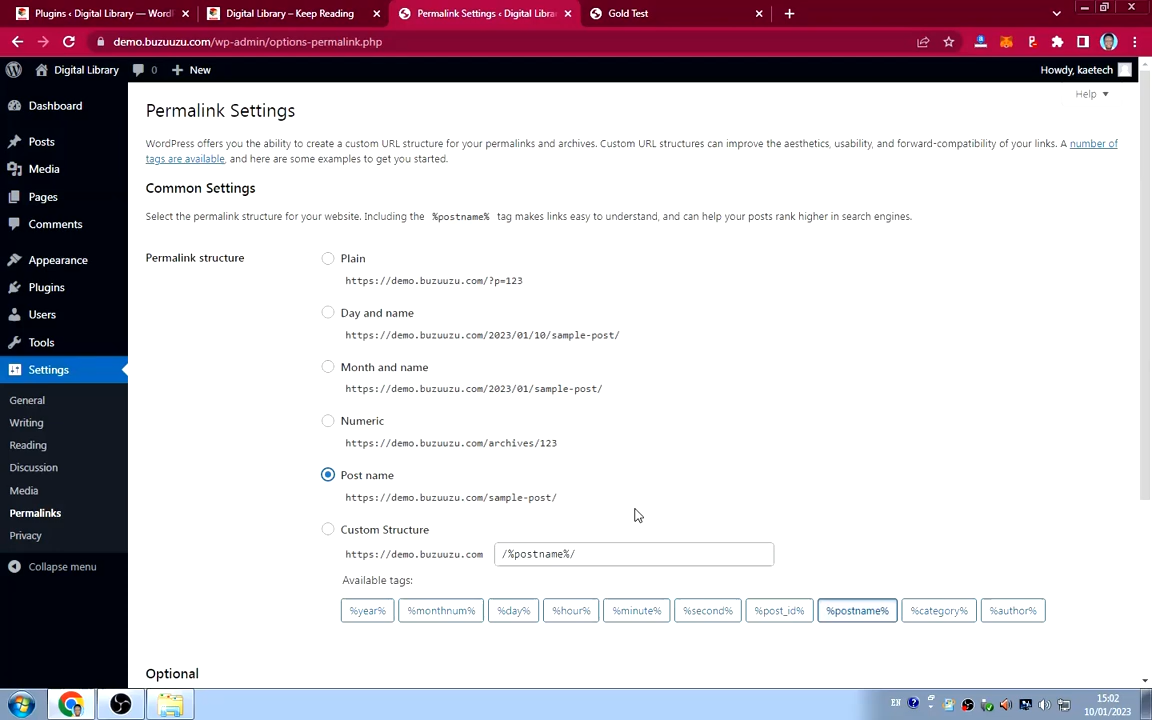 Plugins ‹ Digital Library — WordP
Digital Library – Keep Reading
Permalink Settings ‹ Digital Librar
Gold Test
demo.buzuuzu.com/wp-admin/options-permalink.php
Digital Library
0
New
Howdy, kaetech
Dashboard
Posts
Media
Pages
Comments
Appearance
Plugins
Users
Tools
Settings
General
Writing
Reading
Discussion
Media
Permalinks
Privacy
Collapse menu
Help
Permalink Settings
WordPress offers you the ability to create a custom URL structure for your permalinks and archives. Custom URL structures can improve the aesthetics, usability, and forward-compatibility of your links. A number of
tags are available, and here are some examples to get you started.
Common Settings
Select the permalink structure for your website. Including the %postname% tag makes links easy to understand, and can help your posts rank higher in search engines.
Permalink structure
Plain
https://demo.buzuuzu.com/?p=123
Day and name
https://demo.buzuuzu.com/2023/01/10/sample-post/
Month and name
https://demo.buzuuzu.com/2023/01/sample-post/
Numeric
https://demo.buzuuzu.com/archives/123
Post name
https://demo.buzuuzu.com/sample-post/
Custom Structure
https://demo.buzuuzu.com /%postname%/
Available tags:
%year% %monthnum% %day% %hour% %minute% %second% %post_id% %postname% %category% %author%
Optional
EN
15:02
10/01/2023